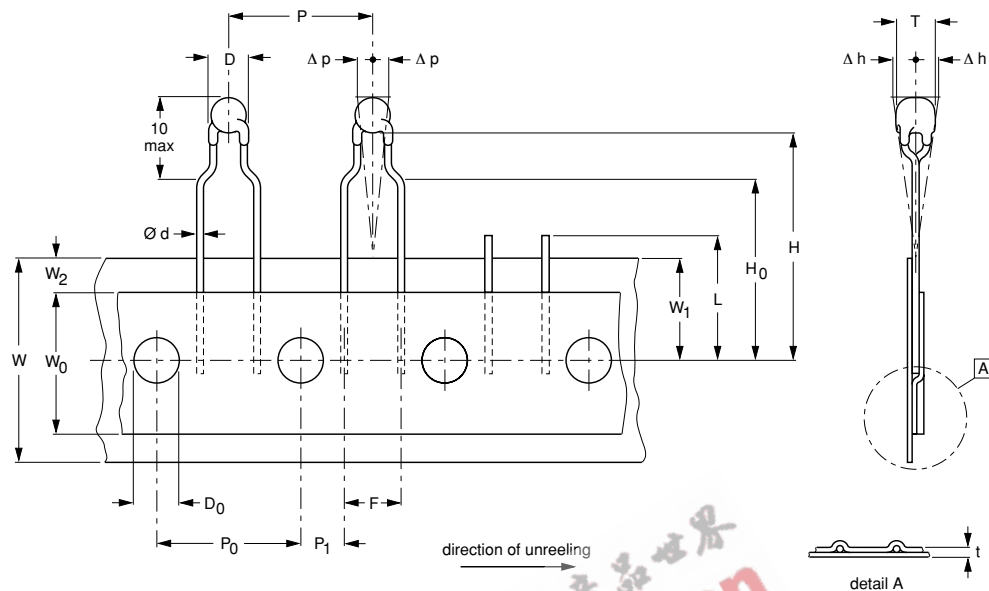 P
D
Δ p
Δ p
T
Δ h
Δ h
10
max
Ø d
H
H0
L
W2
W1
W
W0
A
D0
F
P0
P1
direction of unreeling
t
detail A